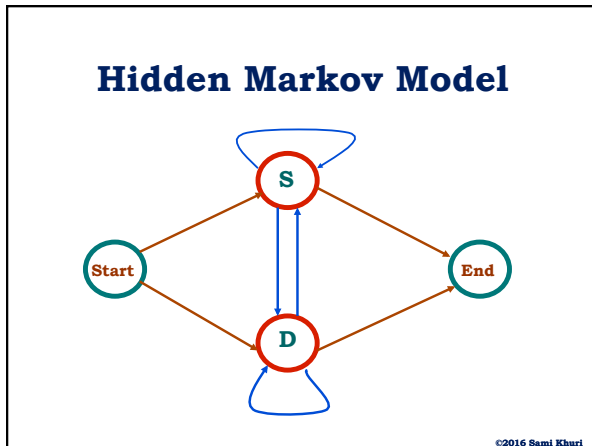 Hidden Markov Model
S
Start
End
D
©2016 Sami Khuri